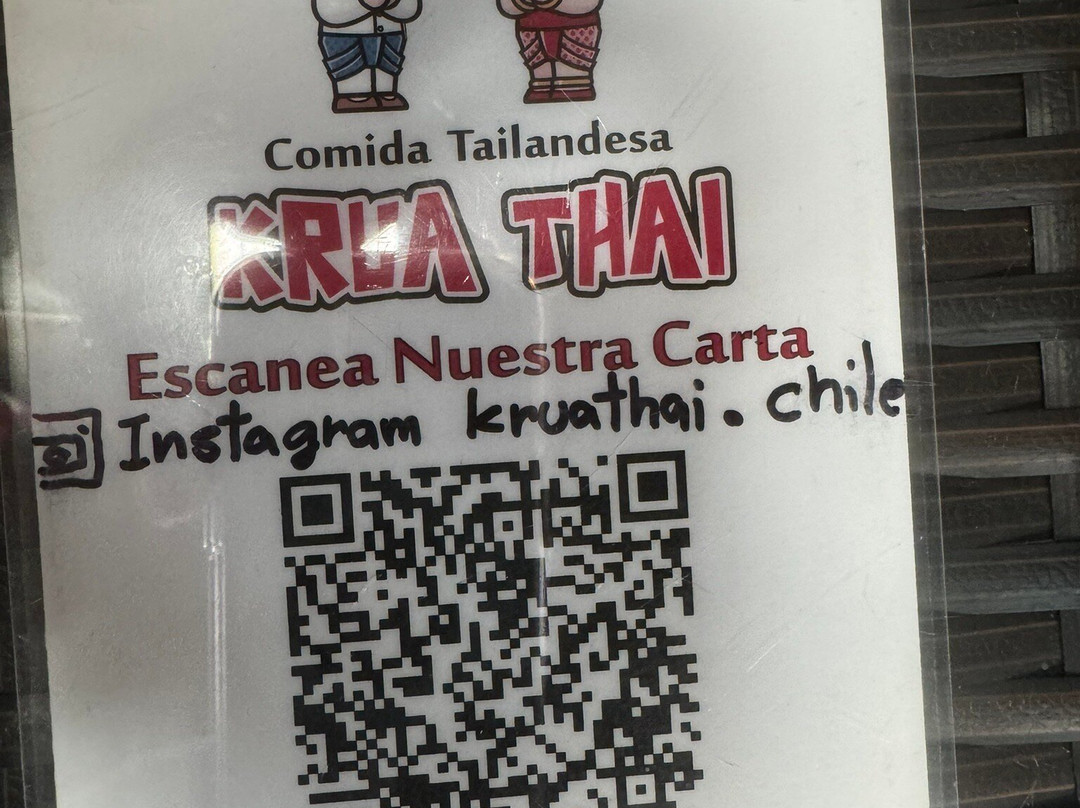 Comida Tailandesa
KRUA THAI
Escanea Nuestra Carta
Instagram kruathai.chile